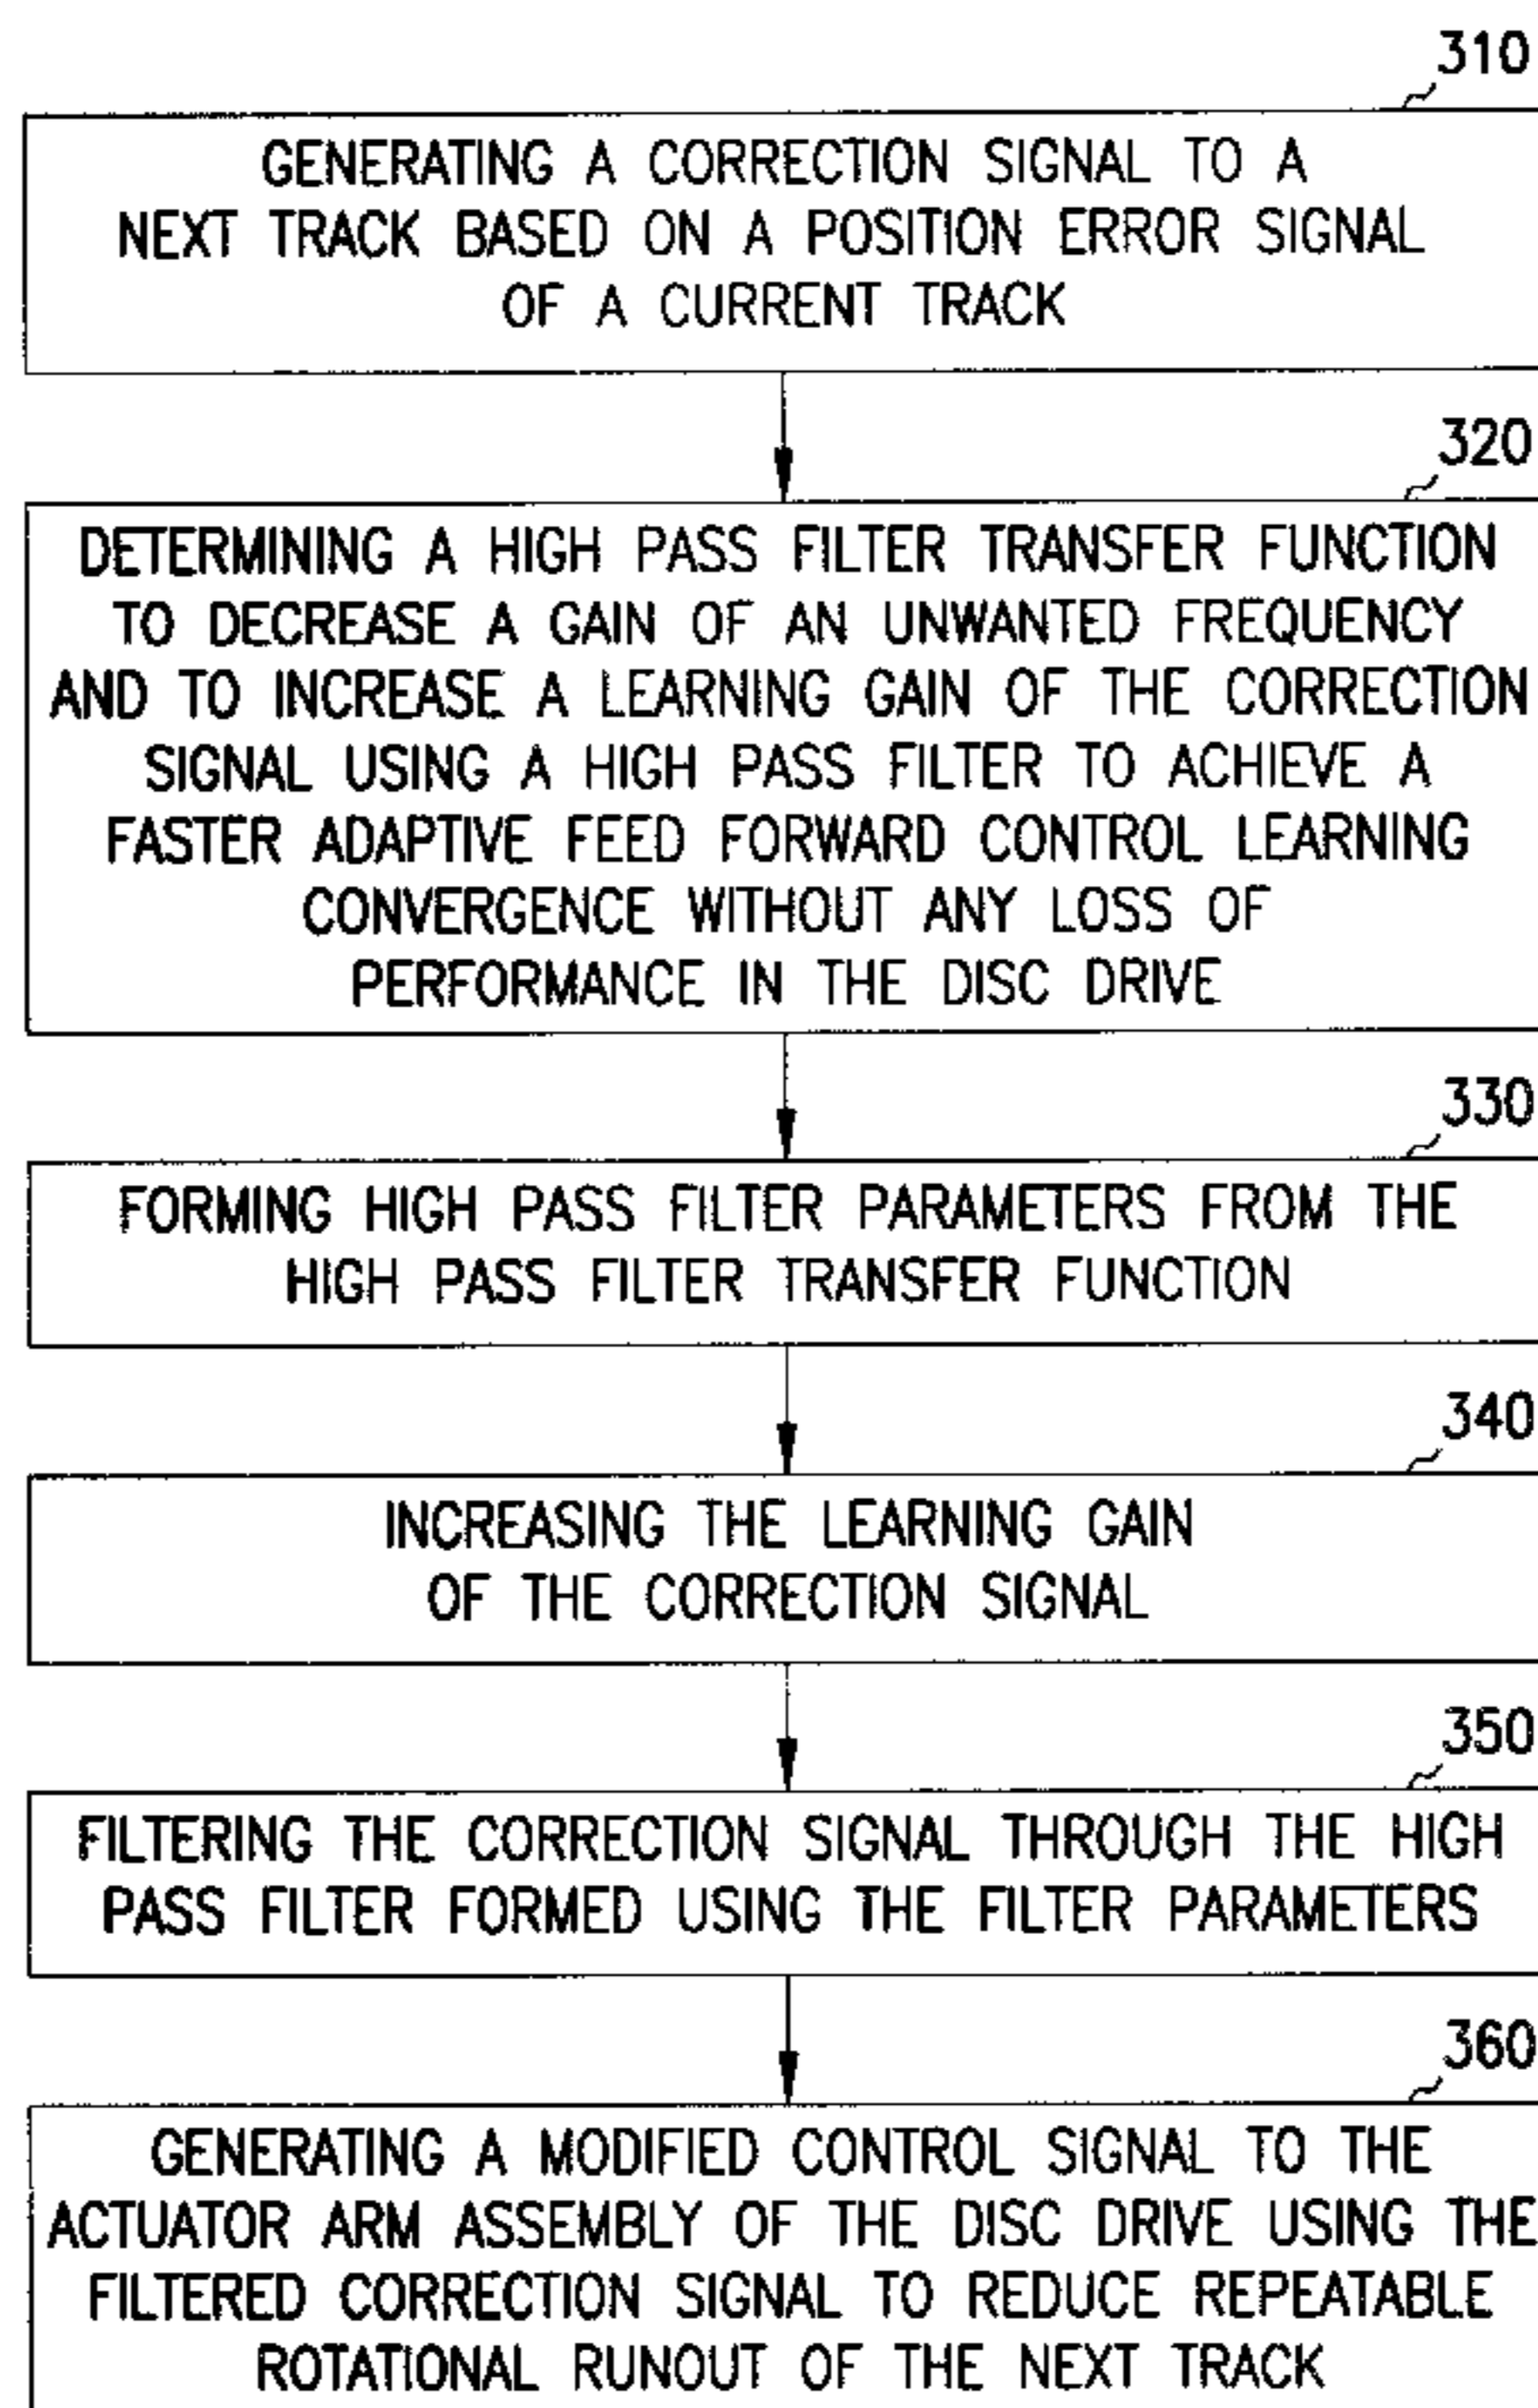 310
GENERATING A CORRECTION SIGNAL TO A
NEXT TRACK BASED ON A POSITION ERROR SIGNAL
OF A CURRENT TRACK
320
DETERMINING A HIGH PASS FILTER TRANSFER FUNCTION
TO DECREASE A GAIN OF AN UNWANTED FREQUENCY
AND TO INCREASE A LEARNING GAIN OF THE CORRECTION
SIGNAL USING A HIGH PASS FILTER TO ACHIEVE A
FASTER ADAPTIVE FEED FORWARD CONTROL LEARNING
CONVERGENCE WITHOUT ANY LOSS OF
PERFORMANCE IN THE DISC DRIVE
330
FORMING HIGH PASS FILTER PARAMETERS FROM THE
HIGH PASS FILTER TRANSFER FUNCTION
340
INCREASING THE LEARNING GAIN
OF THE CORRECTION SIGNAL
350
FILTERING THE CORRECTION SIGNAL THROUGH THE HIGH
PASS FILTER FORMED USING THE FILTER PARAMETERS
360
GENERATING A MODIFIED CONTROL SIGNAL TO THE
ACTUATOR ARM ASSEMBLY OF THE DISC DRIVE USING THE
FILTERED CORRECTION SIGNAL TO REDUCE REPEATABLE
ROTATIONAL RUNOUT OF THE NEXT TRACK